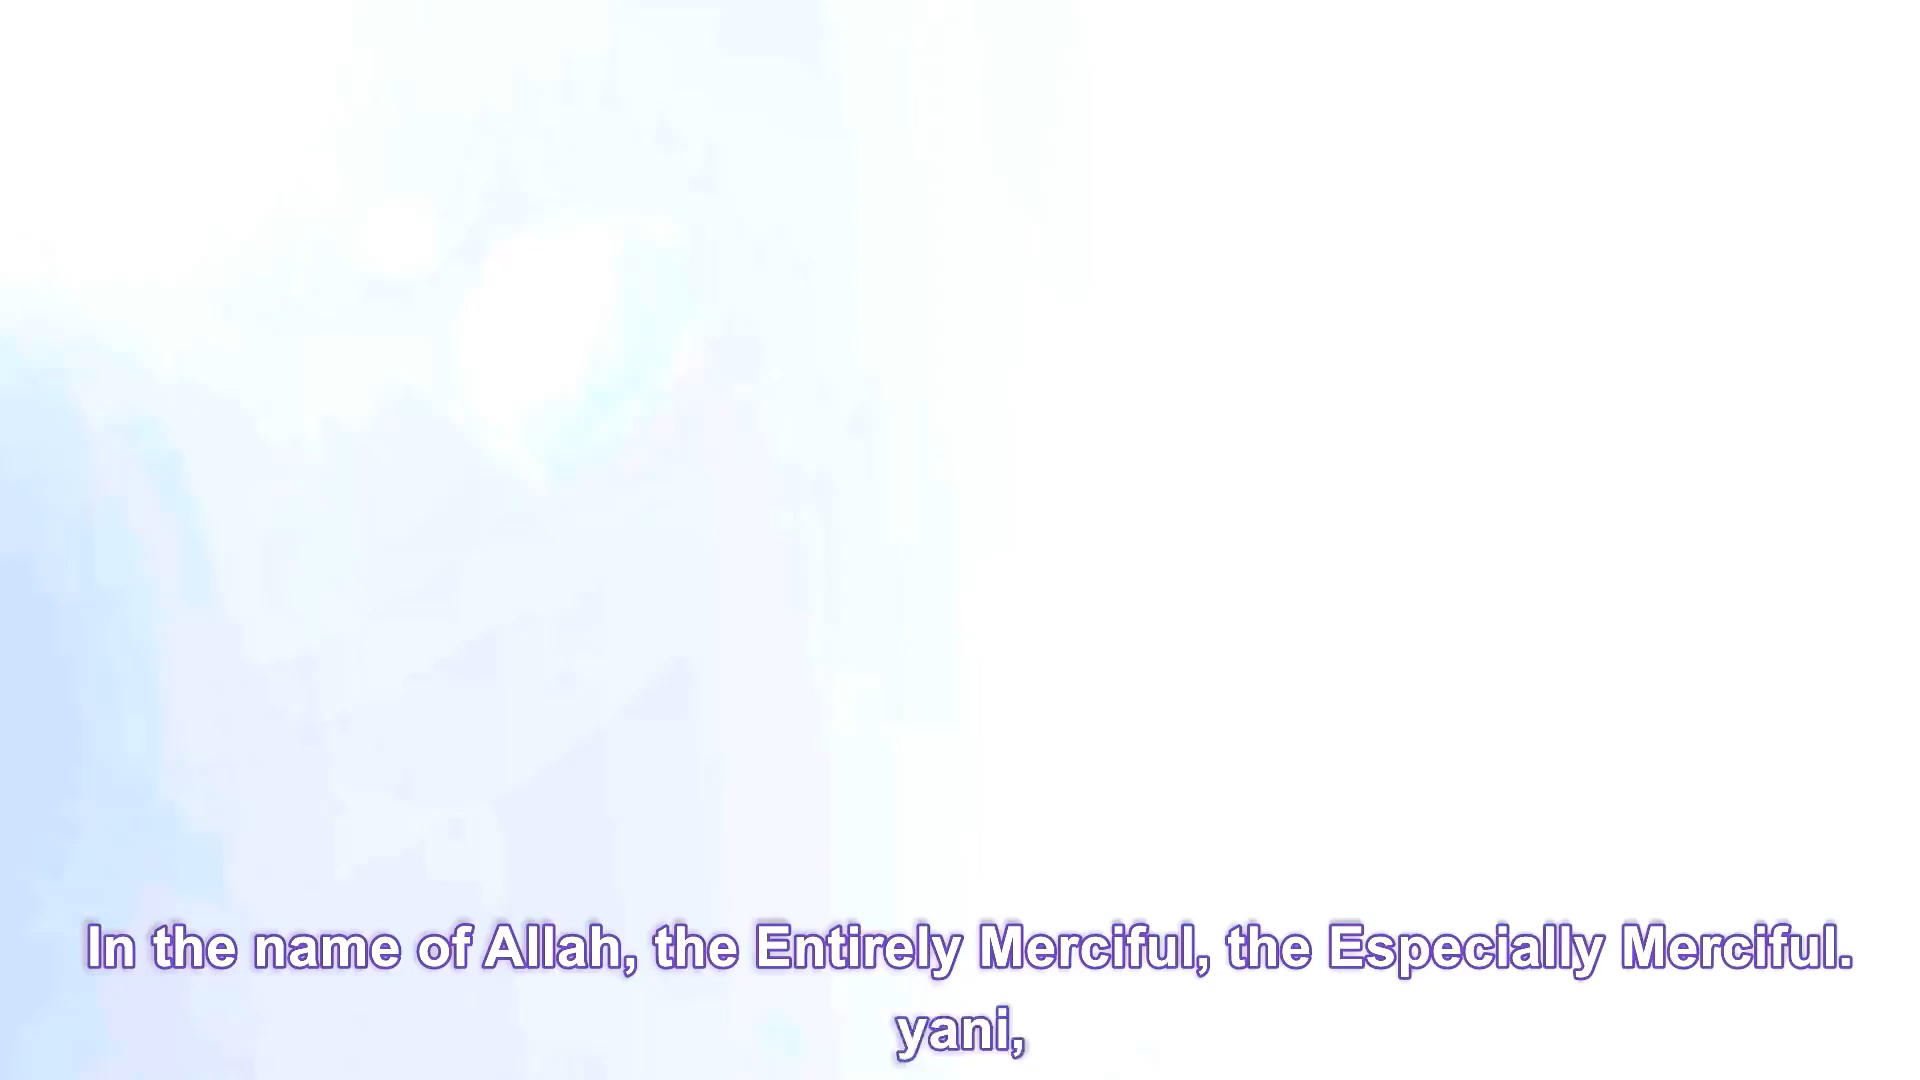 In the name of Allah, the Entirely Merciful, the Especially Merciful.
yani,